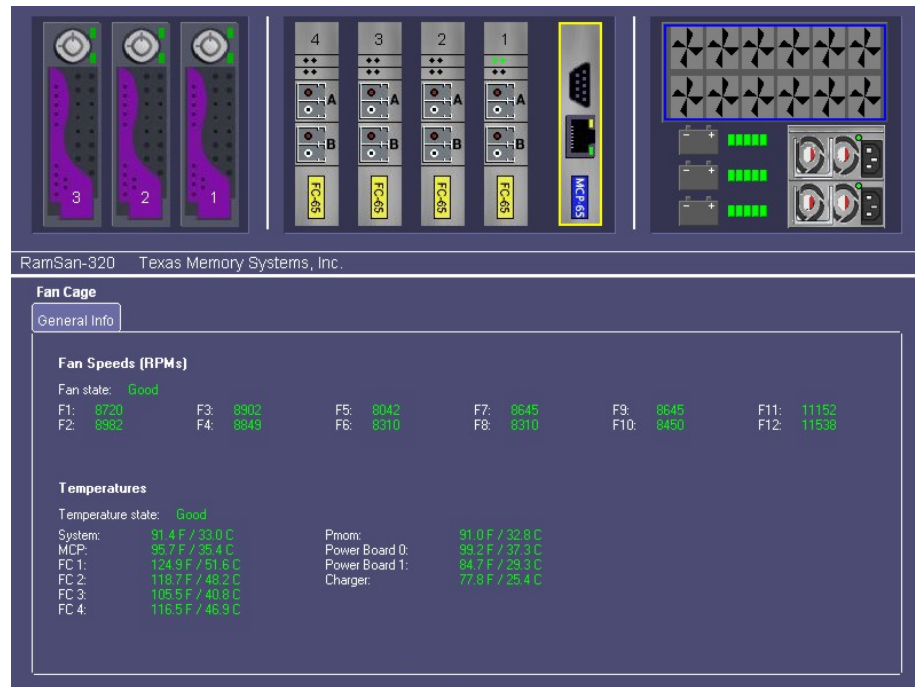 4 3 2 1
A A A A
B B B B
3 2 1
FC-65 FC-65 FC-65 FC-65 MCP-65
RamSan-320 Texas Memory Systems, Inc.
Fan Cage
General Info
Fan Speeds (RPMs)
Fan state: Good
F1: 8720 F3: 8902 F5: 8042 F7: 8645 F9: 8645 F11: 11152
F2: 8982 F4: 8849 F6: 8310 F8: 8310 F10: 8450 F12: 11538
Temperatures
Temperature state: Good
System: 91.4 F / 33.0 C Pmom: 91.0 F / 32.8 C
MCP: 95.7 F / 35.4 C Power Board 0: 99.2 F / 37.3 C
FC 1: 124.9 F / 51.6 C Power Board 1: 84.7 F / 29.3 C
FC 2: 118.7 F / 48.2 C Charger: 77.8 F / 25.4 C
FC 3: 105.5 F / 40.8 C
FC 4: 116.5 F / 46.9 C